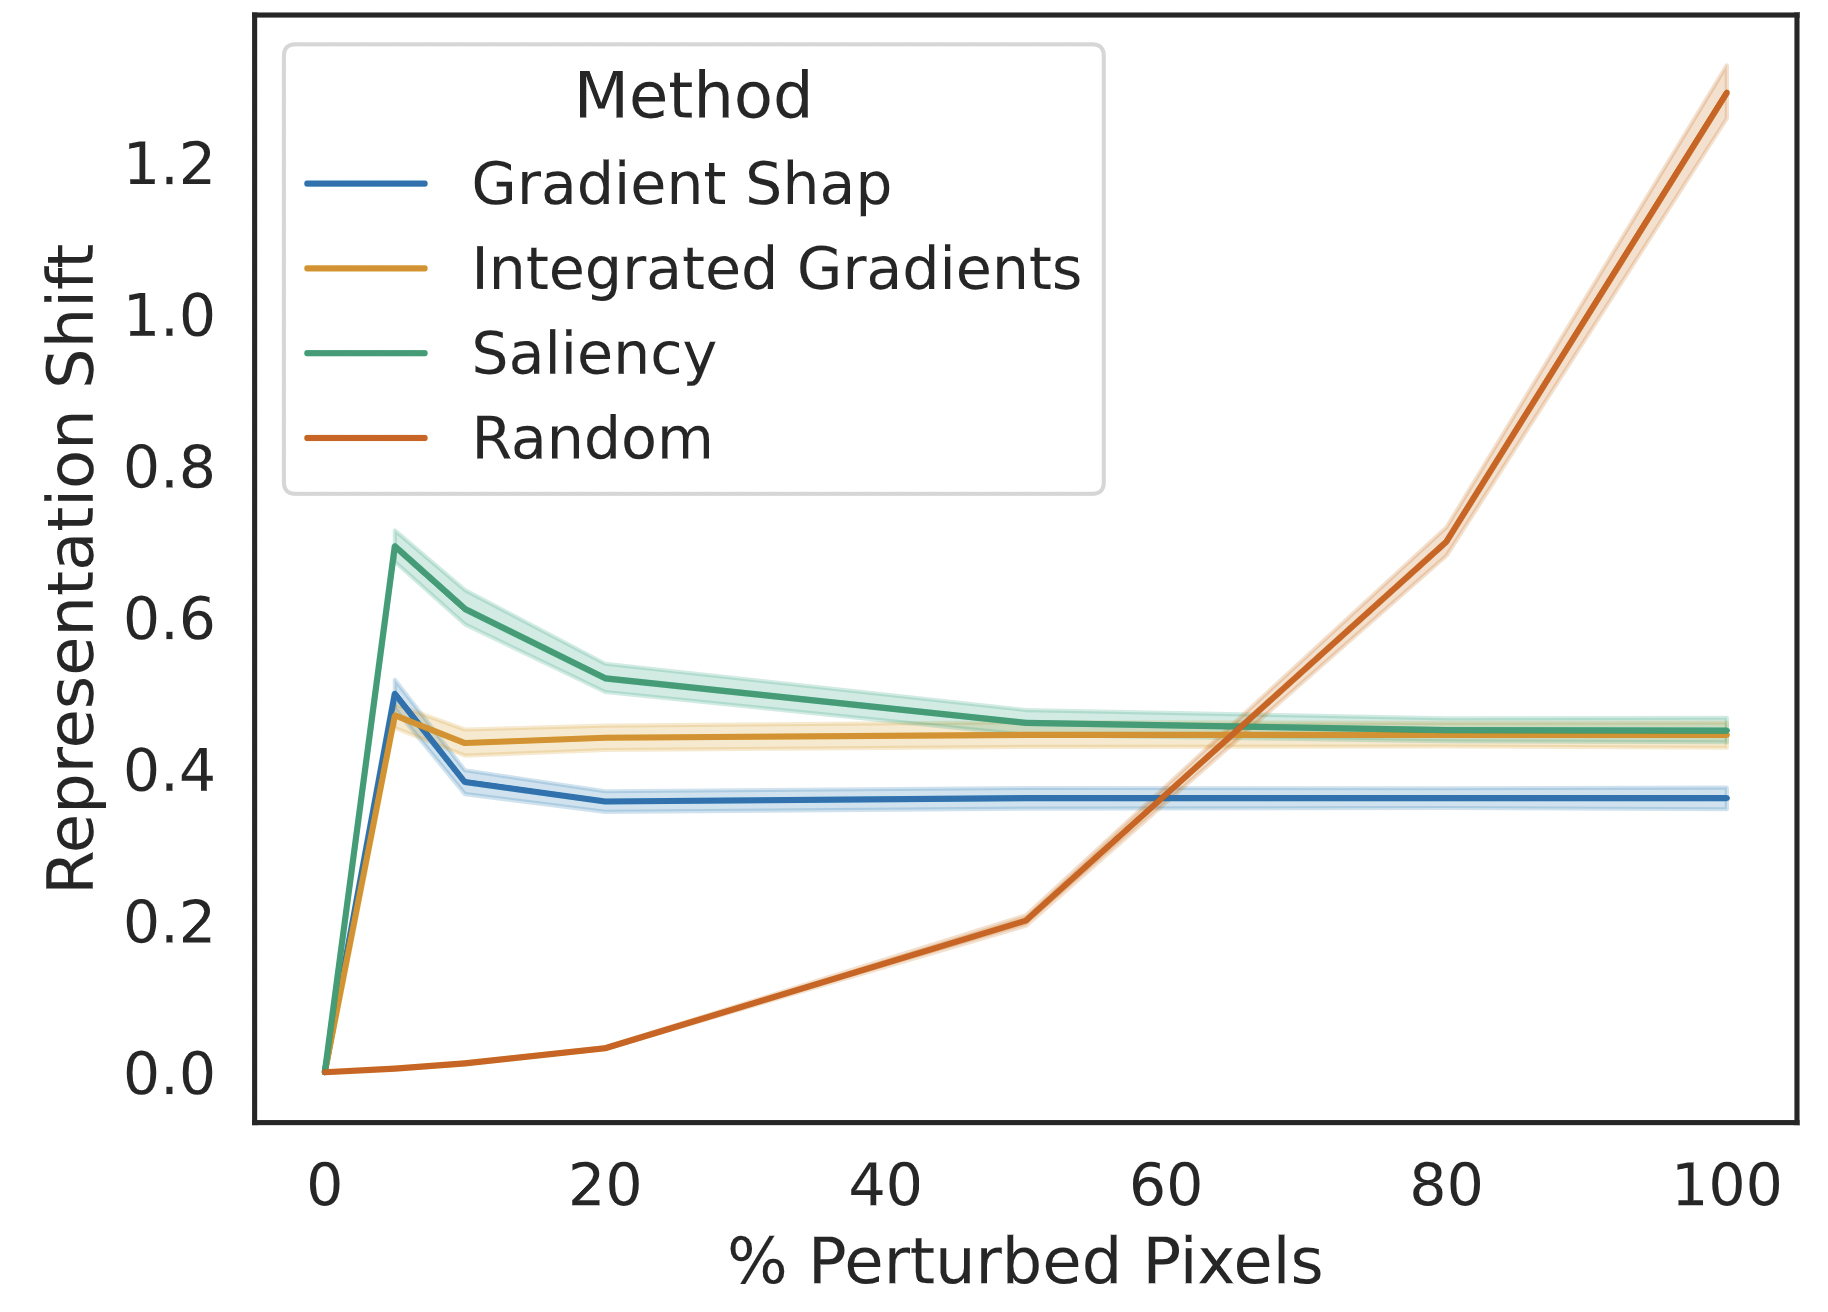 Method
Gradient Shap
Integrated Gradients
Saliency
Random
Representation Shift
1.2
1.0
0.8
0.6
0.4
0.2
0.0
0 20 40 60 80 100
% Perturbed Pixels